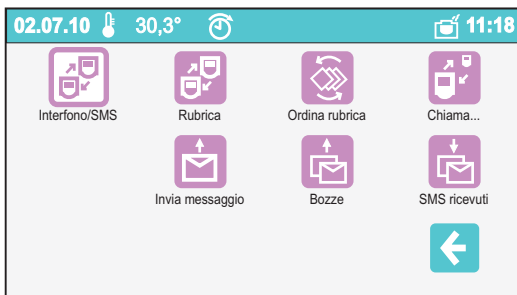 02.07.10 30,3° 11:18
Interfono/SMS Rubrica Ordina rubrica Chiama...
Invia messaggio Bozze SMS ricevuti